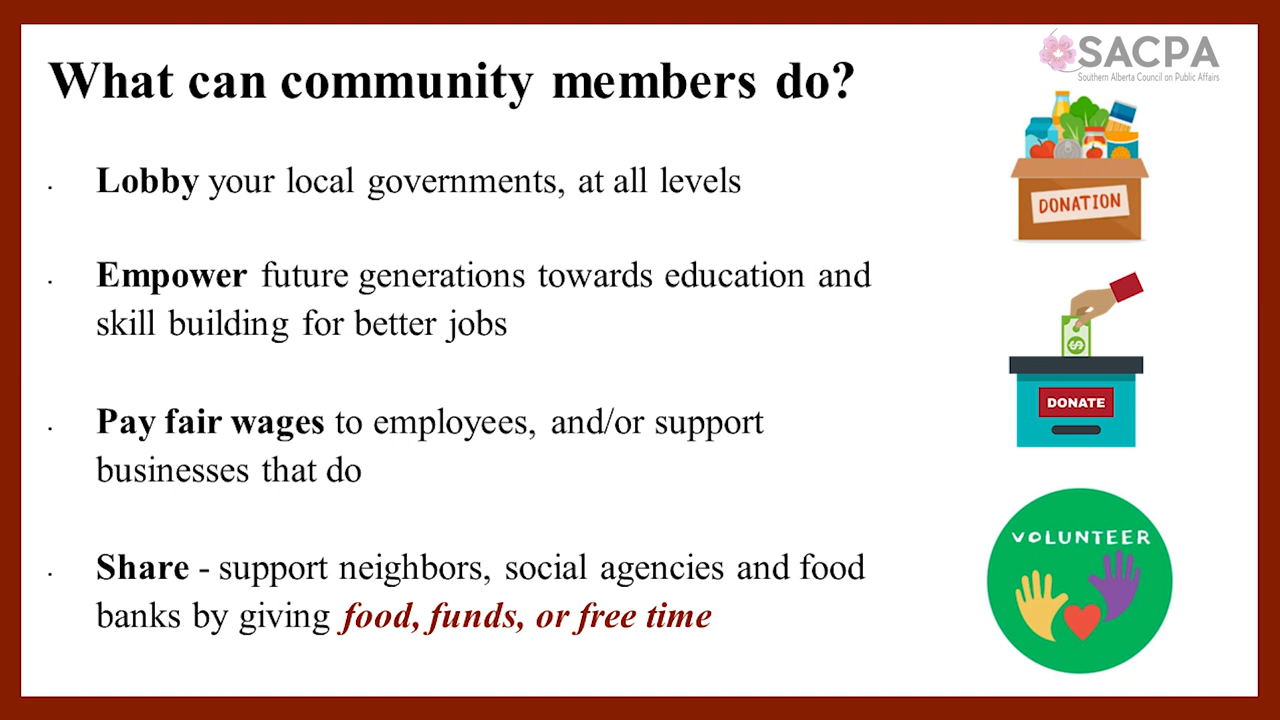 SACPA
Southern Alberta Council on Public Affairs
What can community members do?
· Lobby your local governments, at all levels
· Empower future generations towards education and
skill building for better jobs
· Pay fair wages to employees, and/or support
businesses that do
· Share - support neighbors, social agencies and food
banks by giving food, funds, or free time
DONATION
DONATE
VOLUNTEER